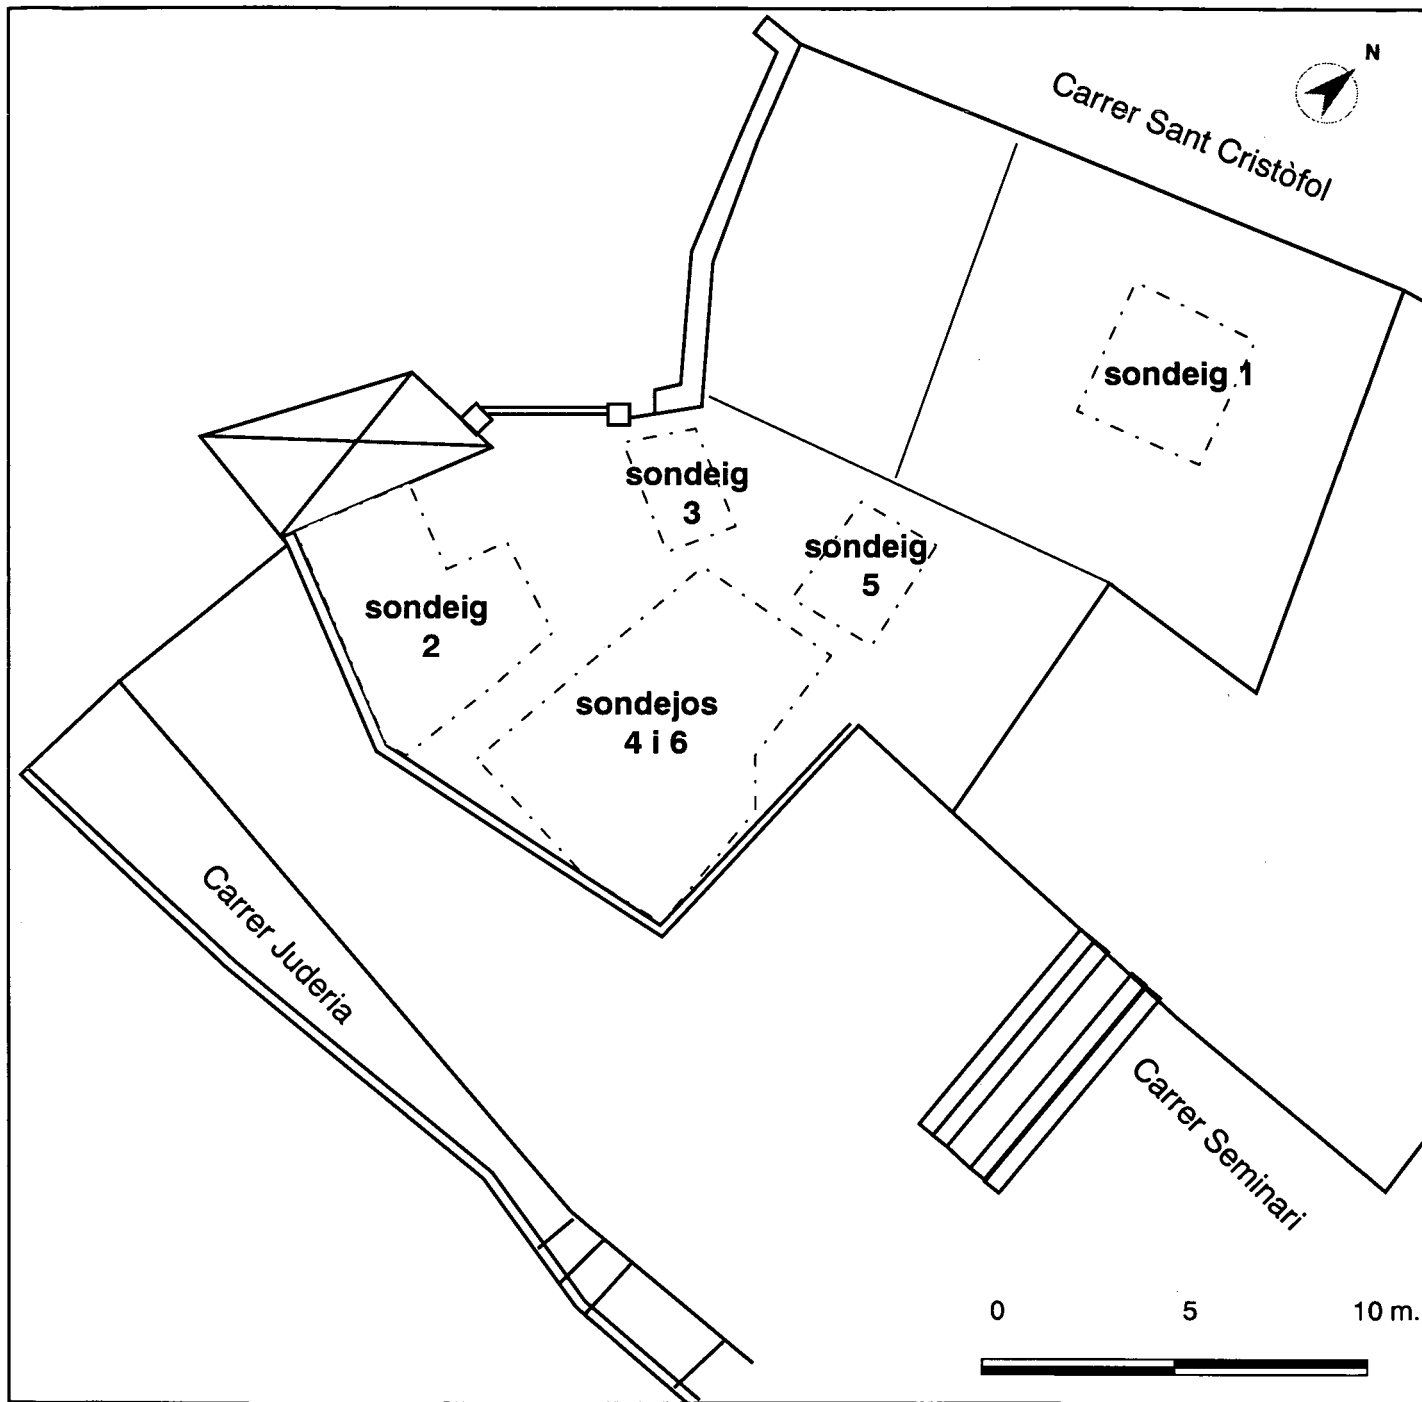 N
Carrer Sant Cristòfol
sondeig 1
sondeig
3
sondeig
5
sondeig
2
sondejos
4 i 6
Carrer Juderia
Carrer Seminari
0 5 10 m.